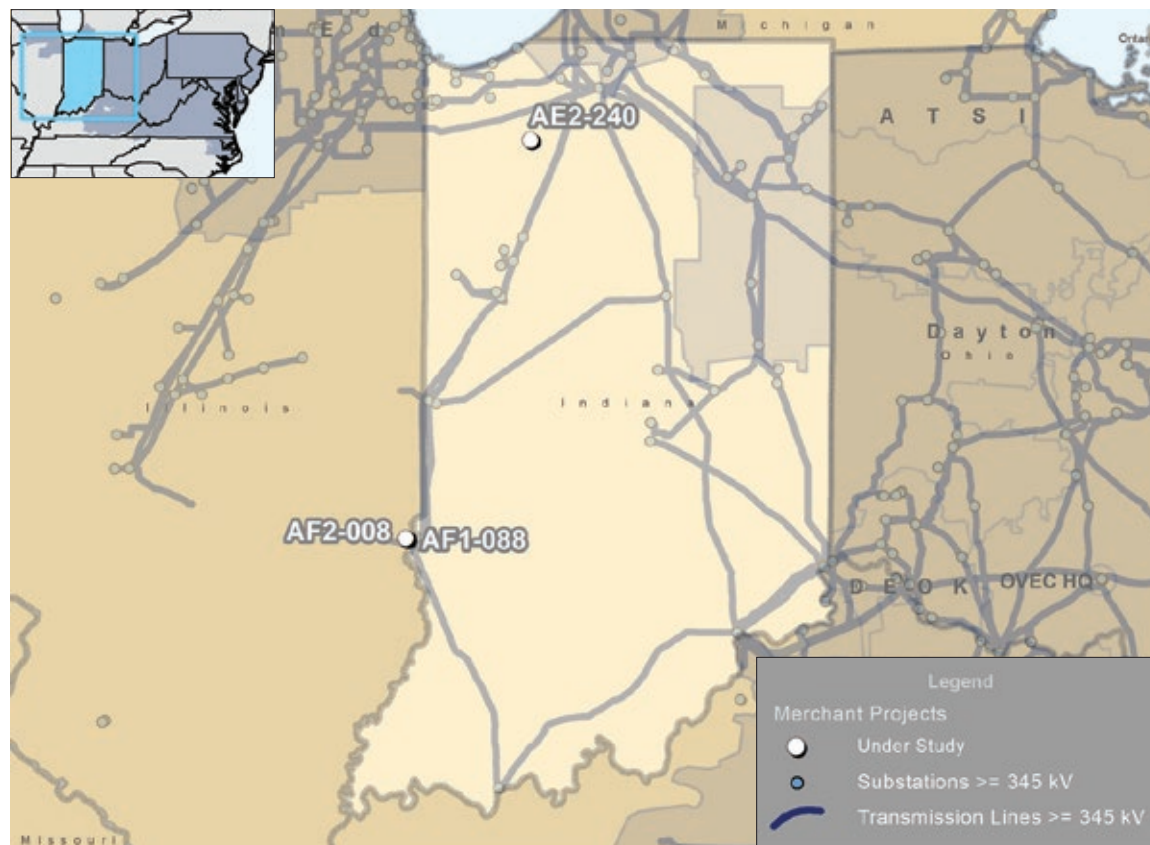 n E d
Michigan
Ontar
AE2-240
ATSI
Dayton
Ohio
Illinois
Indiana
AF2-008
AF1-088
DEOK
OVEC HQ
Legend
Merchant Projects
Under Study
Substations >= 345 kV
Transmission Lines >= 345 kV
Missouri